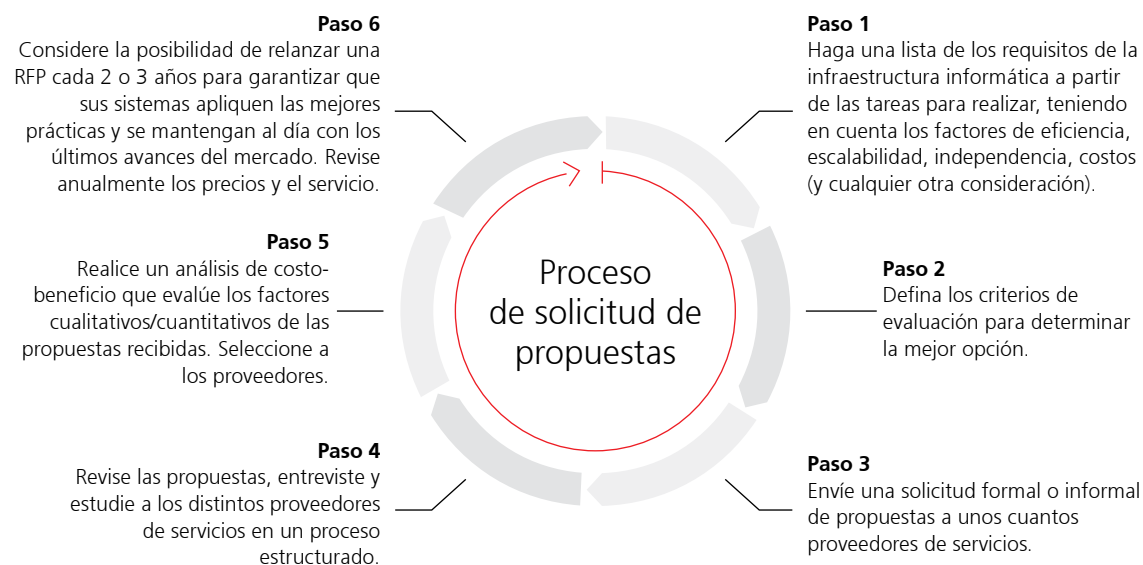 Paso 1
Haga una lista de los requisitos de la
infraestructura informática a partir
de las tareas para realizar, teniendo
en cuenta los factores de eficiencia,
escalabilidad, independencia, costos
(y cualquier otra consideración).
Paso 2
Defina los criterios de
evaluación para determinar
la mejor opción.
Paso 3
Envíe una solicitud formal o informal
de propuestas a unos cuantos
proveedores de servicios.
Paso 4
Revise las propuestas, entreviste y
estudie a los distintos proveedores
de servicios en un proceso
estructurado.
Paso 5
Realice un análisis de costo-
beneficio que evalúe los factores
cualitativos/cuantitativos de las
propuestas recibidas. Seleccione a
los proveedores.
Paso 6
Considere la posibilidad de relanzar una
RFP cada 2 o 3 años para garantizar que
sus sistemas apliquen las mejores
prácticas y se mantengan al día con los
últimos avances del mercado. Revise
anualmente los precios y el servicio.
Proceso
de solicitud de
propuestas